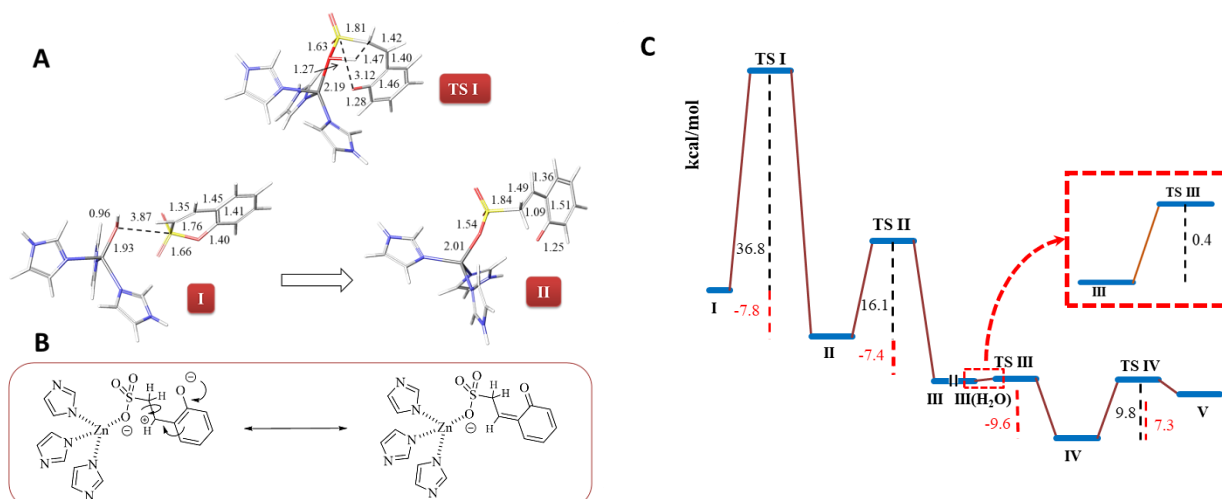 A
1.81
1.42
1.63
1.47
1.40
1.27
3.12
1.46
2.19
1.28
TS I
0.96
3.87
1.35
1.45
1.76
1.41
1.93
1.66
1.40
I
1.49
1.36
1.84
1.51
1.54
1.09
2.01
1.25
II
B
N
H
N
N
N
H
N
N
Zn
O
O
S
O
⊖
H
H
⊕
O
⊖
N
H
N
N
N
H
N
N
Zn
O
O
S
O
⊖
H
H
O
C
kcal/mol
TS I
36.8
I
-7.8
II
TS II
16.1
-7.4
III
III(H₂O)
TS III
-9.6
IV
TS IV
9.8
7.3
V
TS III
0.4
III